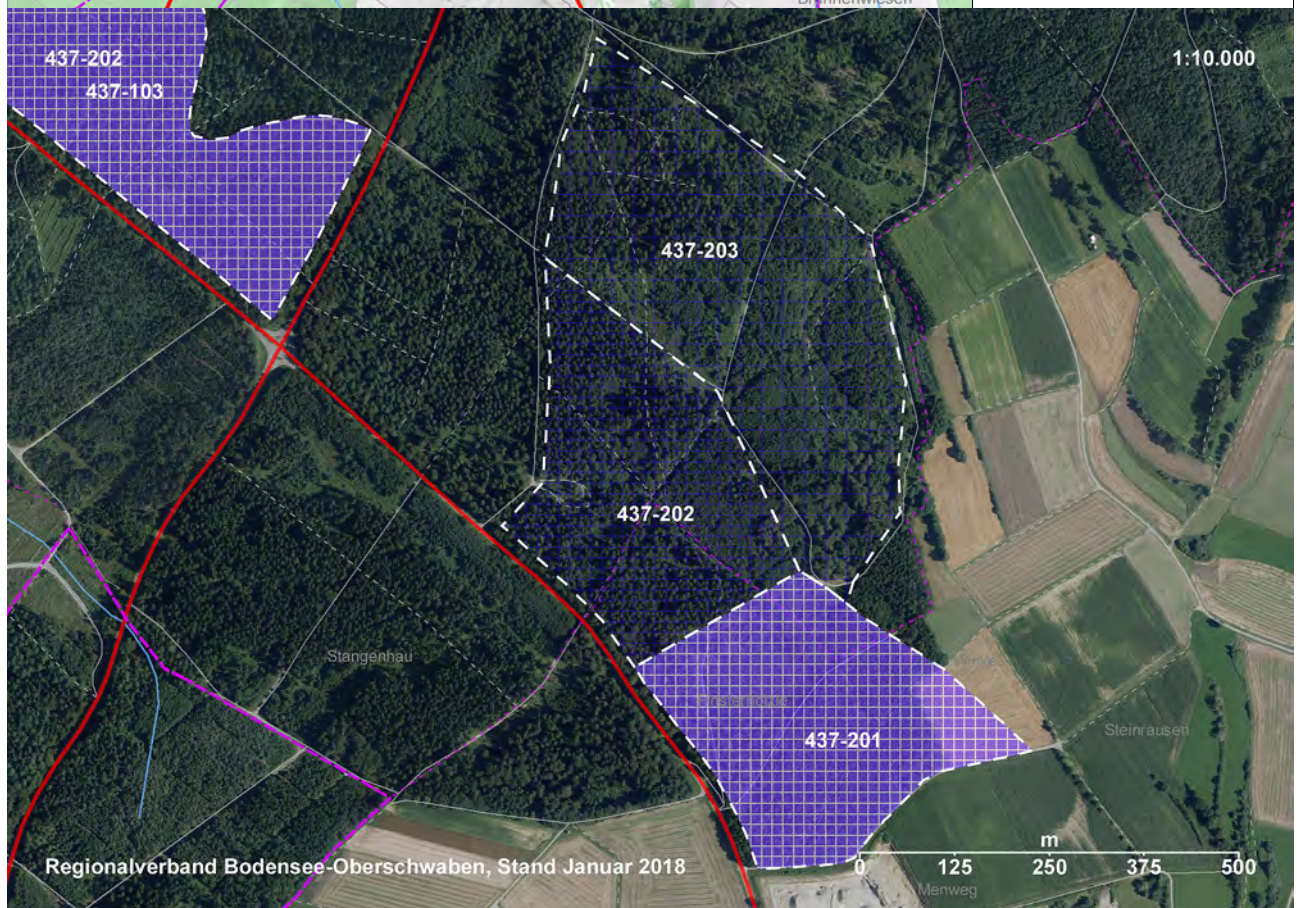 Brunnenwiesen
437-202
1:10.000
437-103
437-203
437-202
Stangenhau
Steinrausen
437-201
m
Regionalverband Bodensee-Oberschwaben, Stand Januar 2018
0 125 250 375 500
Menweg